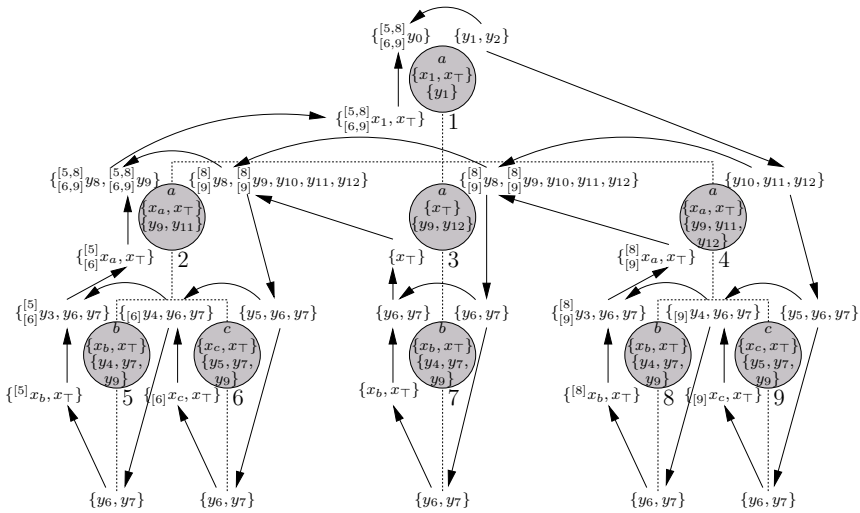 {[5,8][6,9]y0} {y1, y2}
a
{x1, x⊤}
{y1}
1
{[5,8][6,9]x1, x⊤}
{[5,8][6,9]y8, [5,8][6,9]y9} {[8][9]y8, [8][9]y9, y10, y11, y12} {[8][9]y8, [8][9]y9, y10, y11, y12} {y10, y11, y12}
a a a
{xa, x⊤} {x⊤} {xa, x⊤}
{y9, y11} {y9, y12} {y9, y11,
y12}
2 3 4
{[5][6]xa, x⊤} {x⊤} {[8][9]xa, x⊤}
{[5][6]y3, y6, y7} {[6]y4, y6, y7} {y5, y6, y7} {y6, y7} {y6, y7} {[8][9]y3, y6, y7} {[9]y4, y6, y7} {y5, y6, y7}
b c b b c
{xb, x⊤} {xc, x⊤} {xb, x⊤} {xb, x⊤} {xc, x⊤}
{y4, y7, {y5, y7, {y4, y7, {y4, y7, {y5, y7,
y9} y9} y9} y9} y9}
5 6 7 8 9
{[5]xb, x⊤} {[6]xc, x⊤} {xb, x⊤} {[8]xb, x⊤} {[9]xc, x⊤}
{y6, y7} {y6, y7} {y6, y7} {y6, y7} {y6, y7}